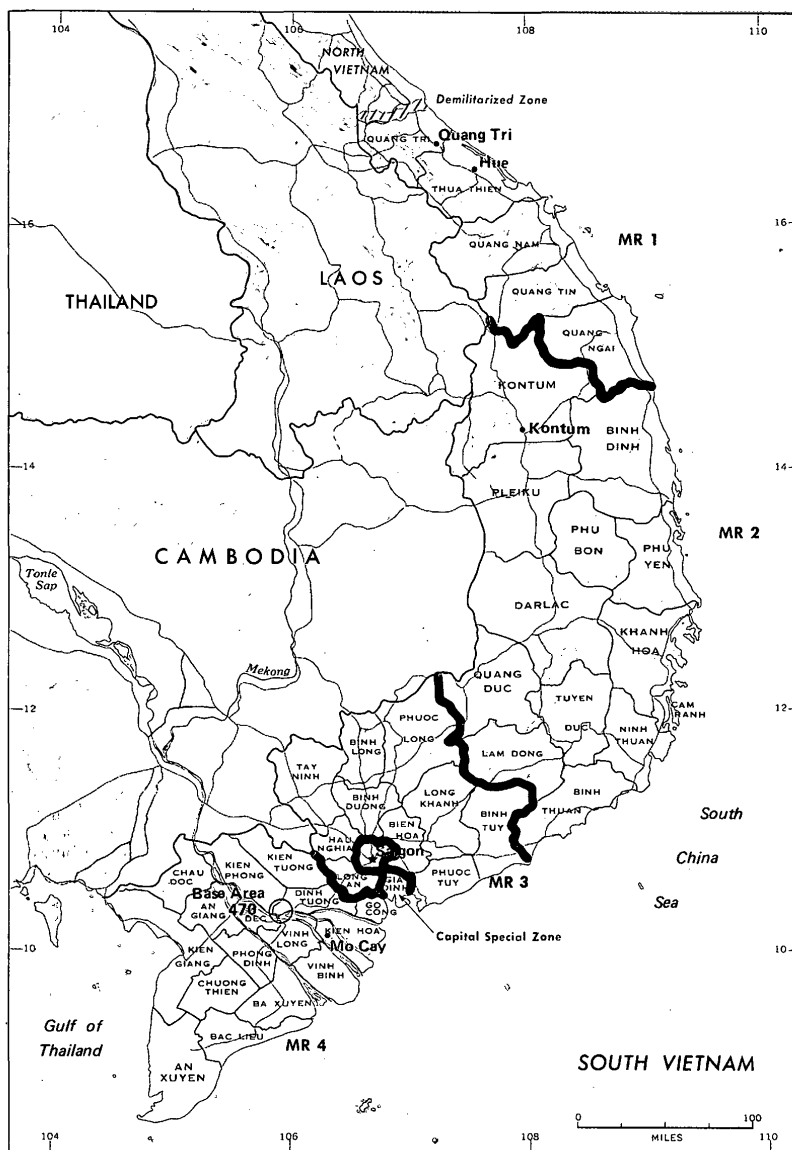 104
106
108
110
NORTH
VIETNAM
Demilitarized Zone
QUANG TRI
Quang Tri
Hue
THUA THIEN
16
16
MR 1
QUANG NAM
LAOS
THAILAND
QUANG TIN
QUANG
NGAI
KONTUM
Kontum
BINH
DINH
14
14
PLEIKU
PHU
BON
PHU
YEN
MR 2
CAMBODIA
Tonle
Sap
DARLAC
KHANH
HOA
Mekong
QUANG
DUC
TUYEN
DUC
CAM
RANH
12
12
NINH
THUAN
PHUOC
LONG
BINH
LONG
LAM DONG
TAY
NINH
BINH
DUONG
LONG
KHANH
BINH
THUAN
BINH
TUY
BIEN
HOA
HAU
NGHIA
Saigon
South
China
Sea
PHUOC
TUY
MR 3
LONG
AN
GIA
DINH
KIEN
TUONG
KIEN
PHONG
CHAU
DOC
Base Area
470
AN
GIANG
DEC
DINH
TUONG
GO
CONG
Capital Special Zone
10
10
KIEN HOA
Mo Cay
VINH
LONG
VINH
BINH
KIEN
GIANG
PHONG
DINH
CHUONG
THIEN
BA XUYEN
BAC LIEU
MR 4
AN
XUYEN
Gulf of
Thailand
SOUTH VIETNAM
0
100
MILES
104
106
108
110